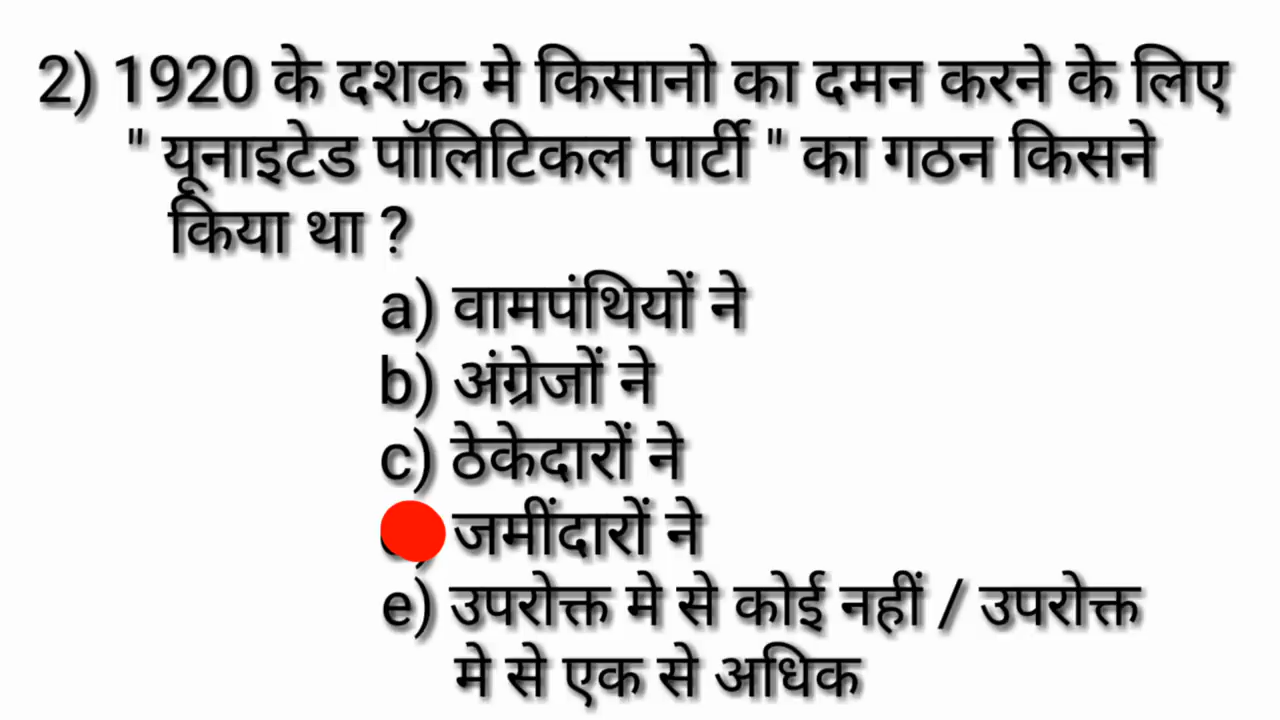 2) 1920 के दशक मे किसानो का दमन करने के लिए
" यूनाइटेड पॉलिटिकल पार्टी " का गठन किसने
किया था ?
a) वामपंथियों ने
b) अंग्रेजों ने
c) ठेकेदारों ने
जमींदारों ने
e) उपरोक्त मे से कोई नहीं / उपरोक्त
मे से एक से अधिक